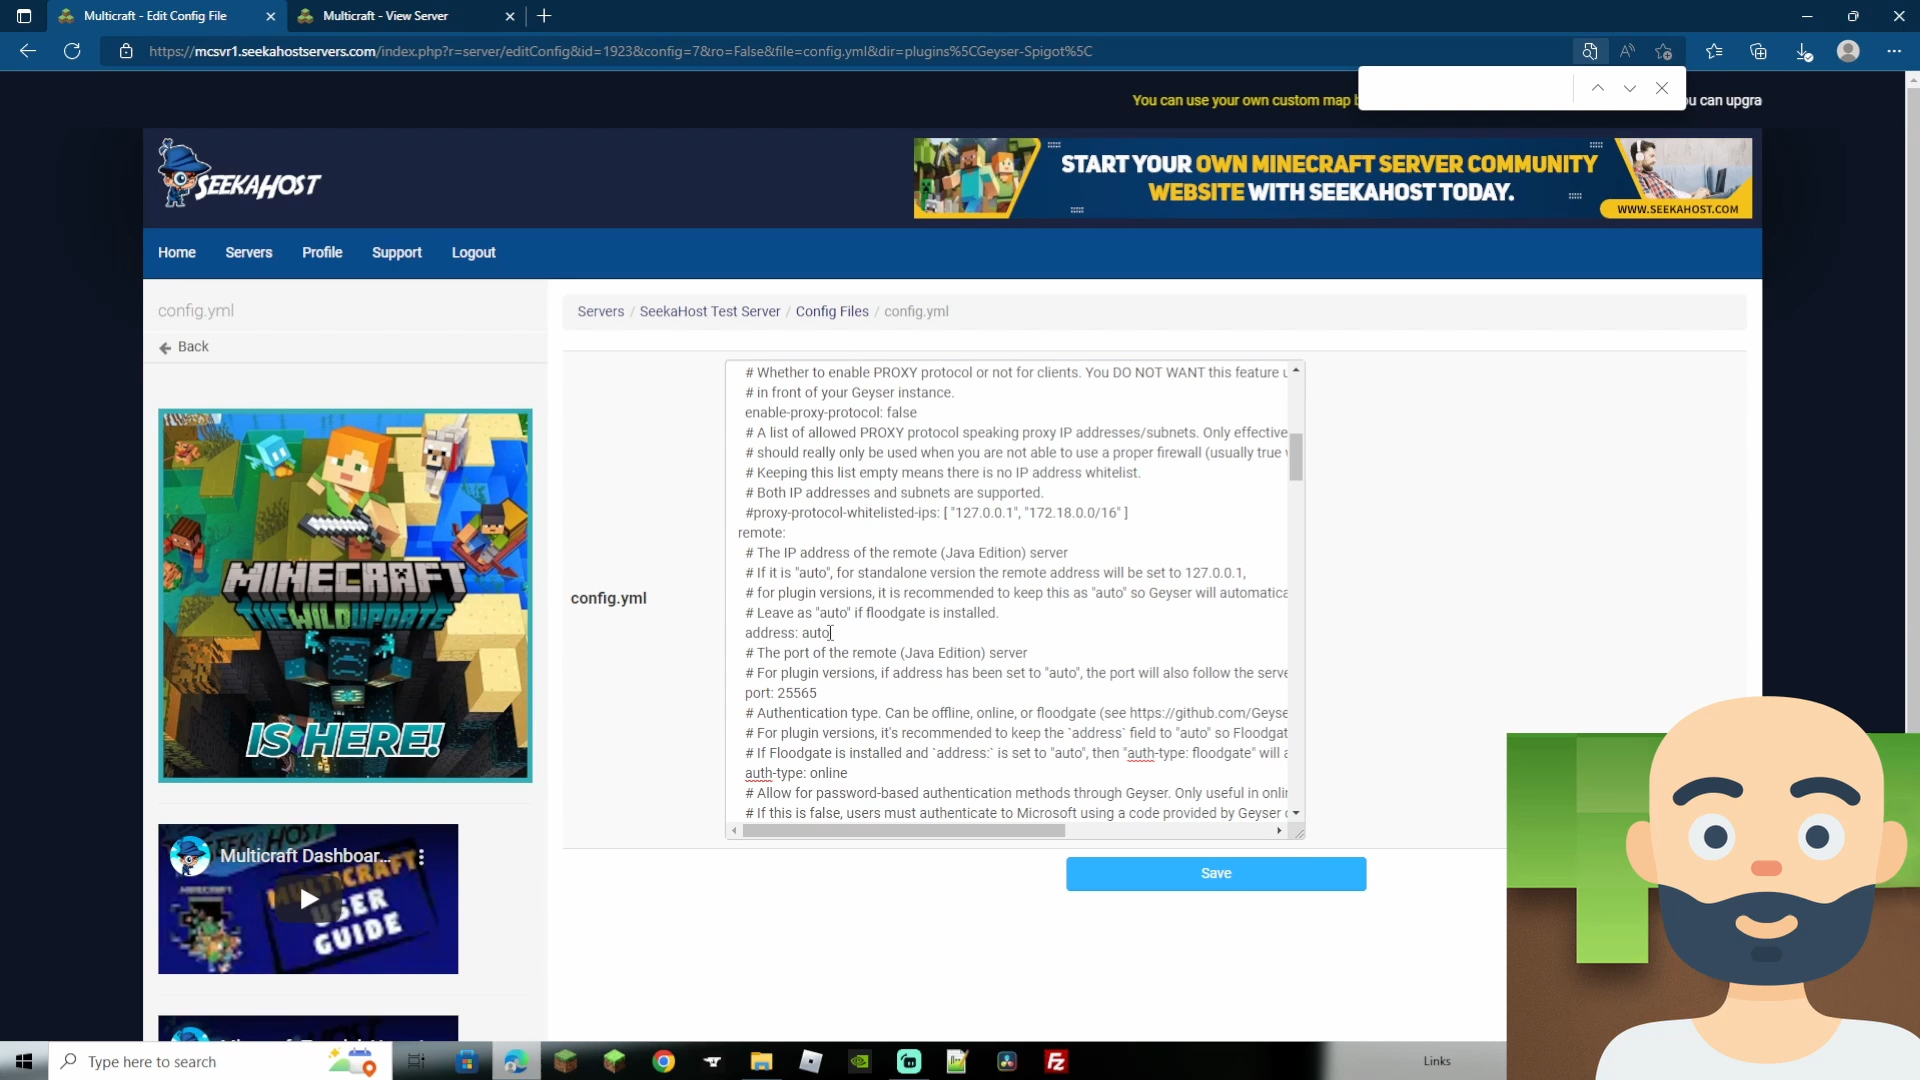 Multicraft - Edit Config File
Multicraft - View Server
https://mcsvr1.seekahostservers.com/index.php?r=server/editConfig&id=1923&config=7&ro=False&file=config.yml&dir=plugins%5CGeyser-Spigot%5C
You can use your own custom map
u can upgra
SEEKAHOST
START YOUR OWN MINECRAFT SERVER COMMUNITY
WEBSITE WITH SEEKAHOST TODAY.
WWW.SEEKAHOST.COM
Home
Servers
Profile
Support
Logout
config.yml
Back
Servers / SeekaHost Test Server / Config Files / config.yml
# Whether to enable PROXY protocol or not for clients. You DO NOT WANT this feature u
# in front of your Geyser instance.
enable-proxy-protocol: false
# A list of allowed PROXY protocol speaking proxy IP addresses/subnets. Only effective
# should really only be used when you are not able to use a proper firewall (usually true
# Keeping this list empty means there is no IP address whitelist.
# Both IP addresses and subnets are supported.
#proxy-protocol-whitelisted-ips: [ "127.0.0.1", "172.18.0.0/16" ]
remote:
# The IP address of the remote (Java Edition) server
# If it is "auto", for standalone version the remote address will be set to 127.0.0.1,
# for plugin versions, it is recommended to keep this as "auto" so Geyser will automatica
# Leave as "auto" if floodgate is installed.
address: auto
# The port of the remote (Java Edition) server
# For plugin versions, if address has been set to "auto", the port will also follow the serve
port: 25565
# Authentication type. Can be offline, online, or floodgate (see https://github.com/Geyse
# For plugin versions, it's recommended to keep the `address` field to "auto" so Floodgat
# If Floodgate is installed and `address:` is set to "auto", then "auth-type: floodgate" will a
auth-type: online
# Allow for password-based authentication methods through Geyser. Only useful in onlin
# If this is false, users must authenticate to Microsoft using a code provided by Geyser
config.yml
Save
MINECRAFT
THE WILD UPDATE
IS HERE!
Multicraft Dashboar...
MULTICRAFT
USER
GUIDE
Type here to search
Links